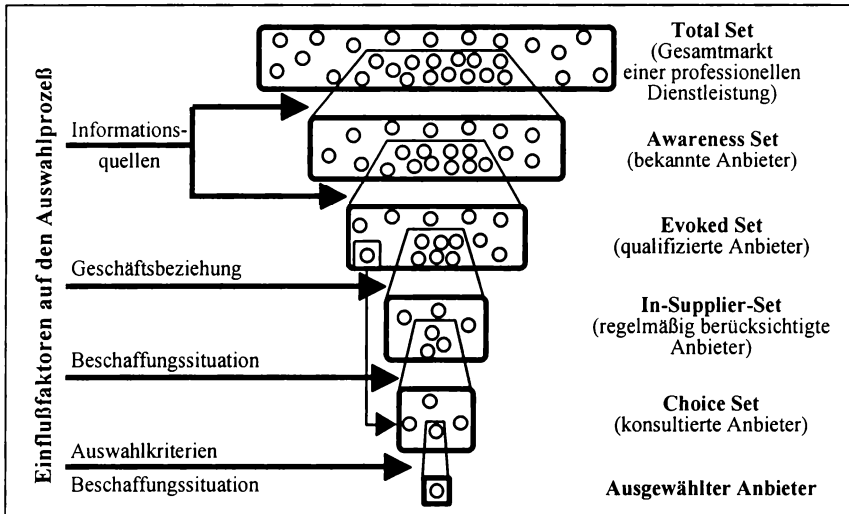 Einflußfaktoren auf den Auswahlprozeß
Total Set
(Gesamtmarkt
einer professionellen
Dienstleistung)
Informations-
quellen
Awareness Set
(bekannte Anbieter)
Evoked Set
(qualifizierte Anbieter)
Geschäftsbeziehung
In-Supplier-Set
(regelmäßig berücksichtigte
Anbieter)
Beschaffungssituation
Choice Set
(konsultierte Anbieter)
Auswahlkriterien
Beschaffungssituation
Ausgewählter Anbieter